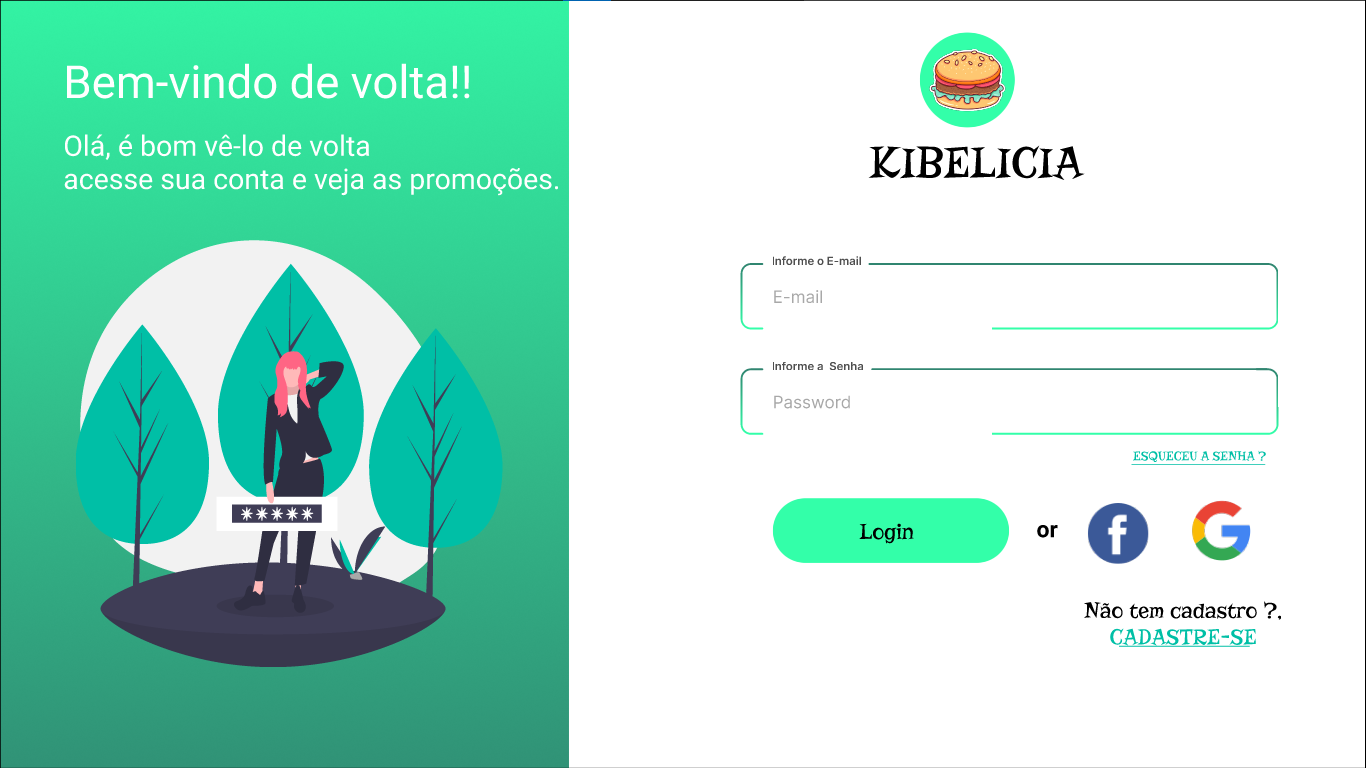 Bem-vindo de volta!!
Olá, é bom vê-lo de volta
acesse sua conta e veja as promoções.
KIBELICIA
Informe o E-mail
E-mail
Informe a  Senha
Password
ESQUECEU A SENHA ?
Login
or
Não tem cadastro ?,
CADASTRE-SE